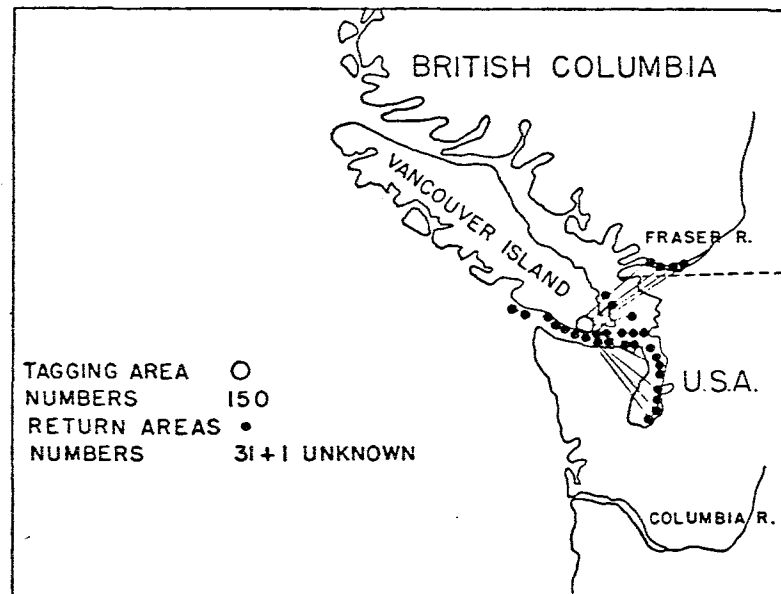 BRITISH COLUMBIA
VANCOUVER ISLAND
FRASER R.
TAGGING AREA
NUMBERS 150
RETURN AREAS
NUMBERS 31+1 UNKNOWN
U.S.A.
COLUMBIA R.